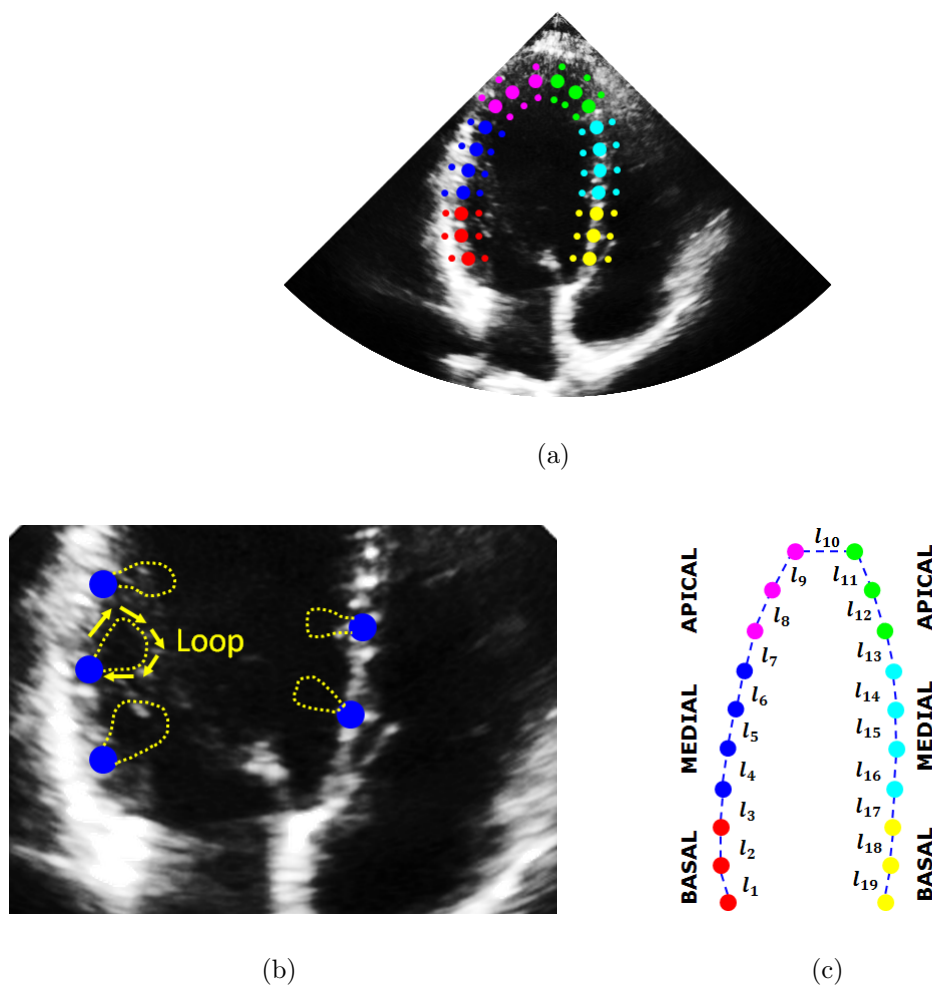 (a)
Loop
(b)
APICAL
MEDIAL
BASAL
l₁₀
l₉
l₁₁
l₈
l₁₂
l₇
l₁₃
l₆
l₁₄
l₅
l₁₅
l₄
l₁₆
l₃
l₁₇
l₂
l₁₈
l₁
l₁₉
APICAL
MEDIAL
BASAL
(c)